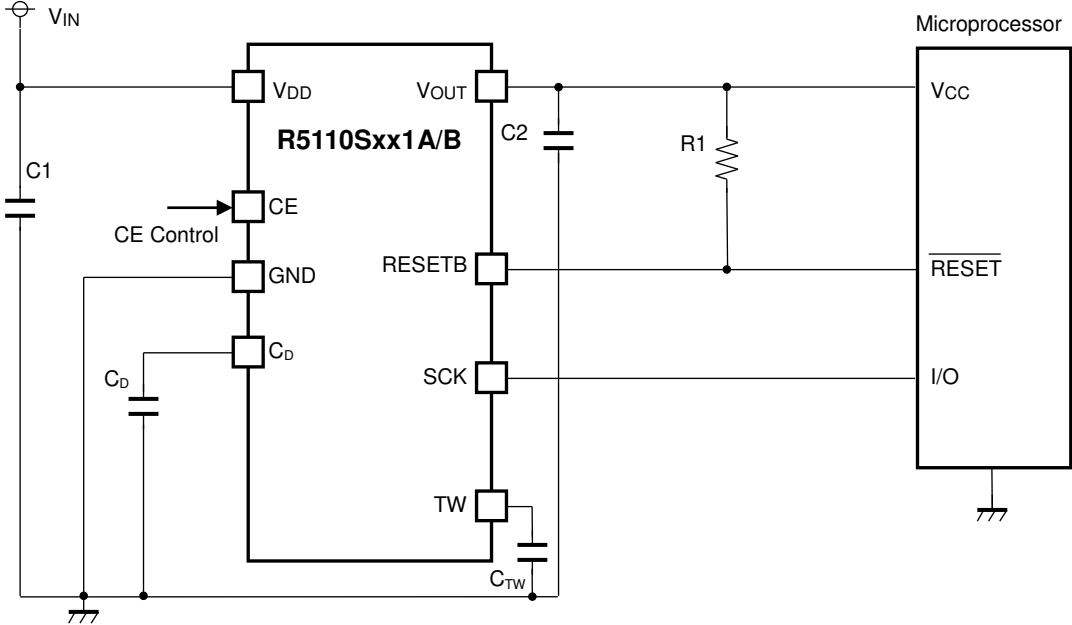 VIN
Microprocessor
VDD
VOUT
VCC
C2
R5110Sxx1A/B
R1
C1
CE
CE Control
RESETB
RESET
GND
CD
CD
SCK
I/O
TW
CTW